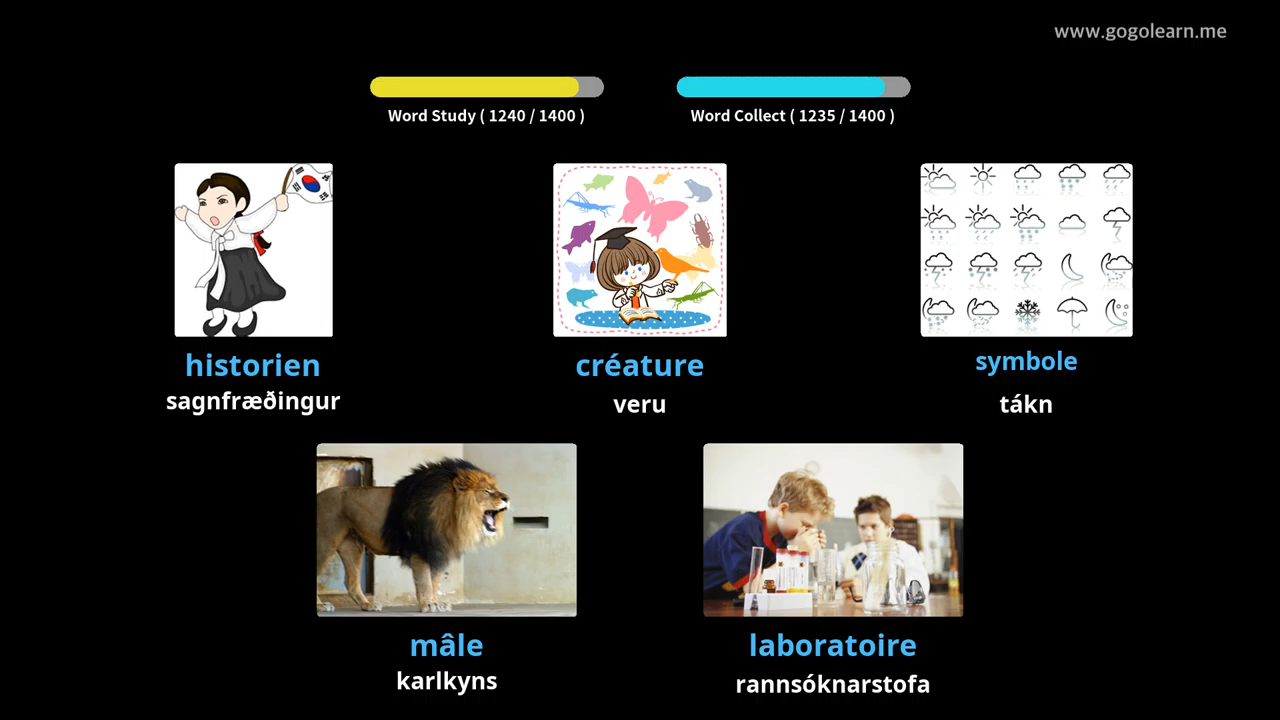 www.gogolearn.me
Word Study ( 1240 / 1400 )
Word Collect ( 1235 / 1400 )
historien
sagnfræðingur
créature
veru
symbole
tákn
mâle
karlkyns
laboratoire
rannsóknarstofa